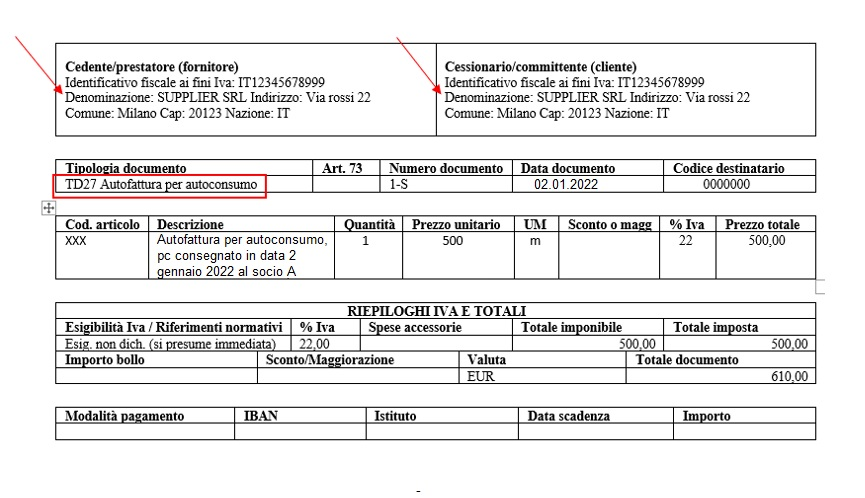 Cedente/prestatore (fornitore)
Identificativo fiscale ai fini Iva: IT12345678999
Denominazione: SUPPLIER SRL Indirizzo: Via rossi 22
Comune: Milano Cap: 20123 Nazione: IT
Cessionario/committente (cliente)
Identificativo fiscale ai fini Iva: IT12345678999
Denominazione: SUPPLIER SRL Indirizzo: Via rossi 22
Comune: Milano Cap: 20123 Nazione: IT
Tipologia documento Art. 73 Numero documento Data documento Codice destinatario
TD27 Autofattura per autoconsumo 1-S 02.01.2022 0000000
Cod. articolo Descrizione Quantità Prezzo unitario UM Sconto o magg % Iva Prezzo totale
XXX Autofattura per autoconsumo, 1 500 m 22 500,00
pc consegnato in data 2
gennaio 2022 al socio A
RIEPILOGHI IVA E TOTALI
Esigibilità Iva / Riferimenti normativi % Iva Spese accessorie Totale imponibile Totale imposta
Esig. non dich. (si presume immediata) 22,00 500,00 500,00
Importo bollo Sconto/Maggiorazione Valuta Totale documento
EUR 610,00
Modalità pagamento IBAN Istituto Data scadenza Importo
-